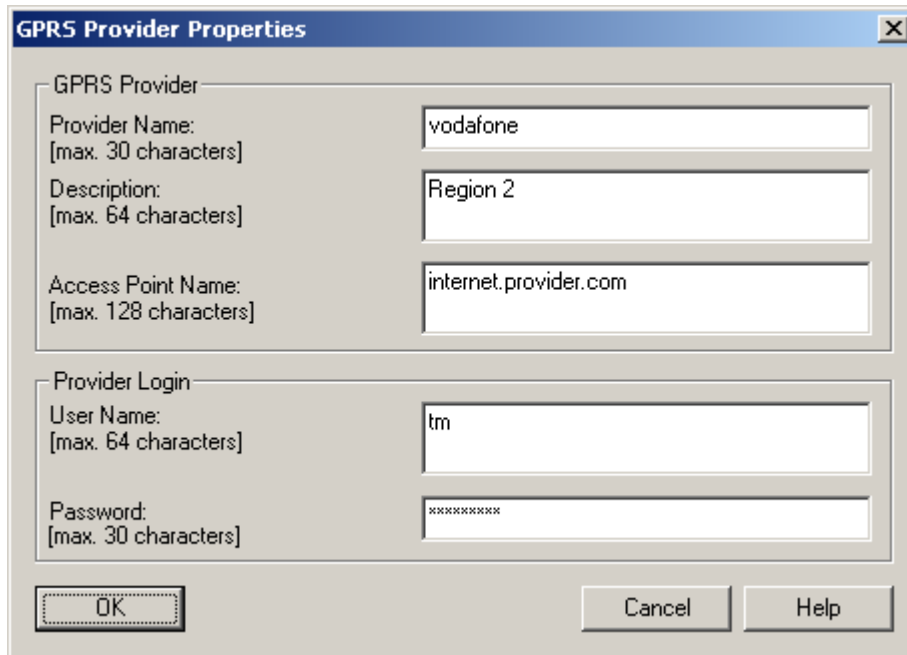 GPRS Provider Properties
GPRS Provider
Provider Name:
[max. 30 characters]
vodafone
Description:
[max. 64 characters]
Region 2
Access Point Name:
[max. 128 characters]
internet.provider.com
Provider Login
User Name:
[max. 64 characters]
tm
Password:
[max. 30 characters]
*********
OK
Cancel
Help